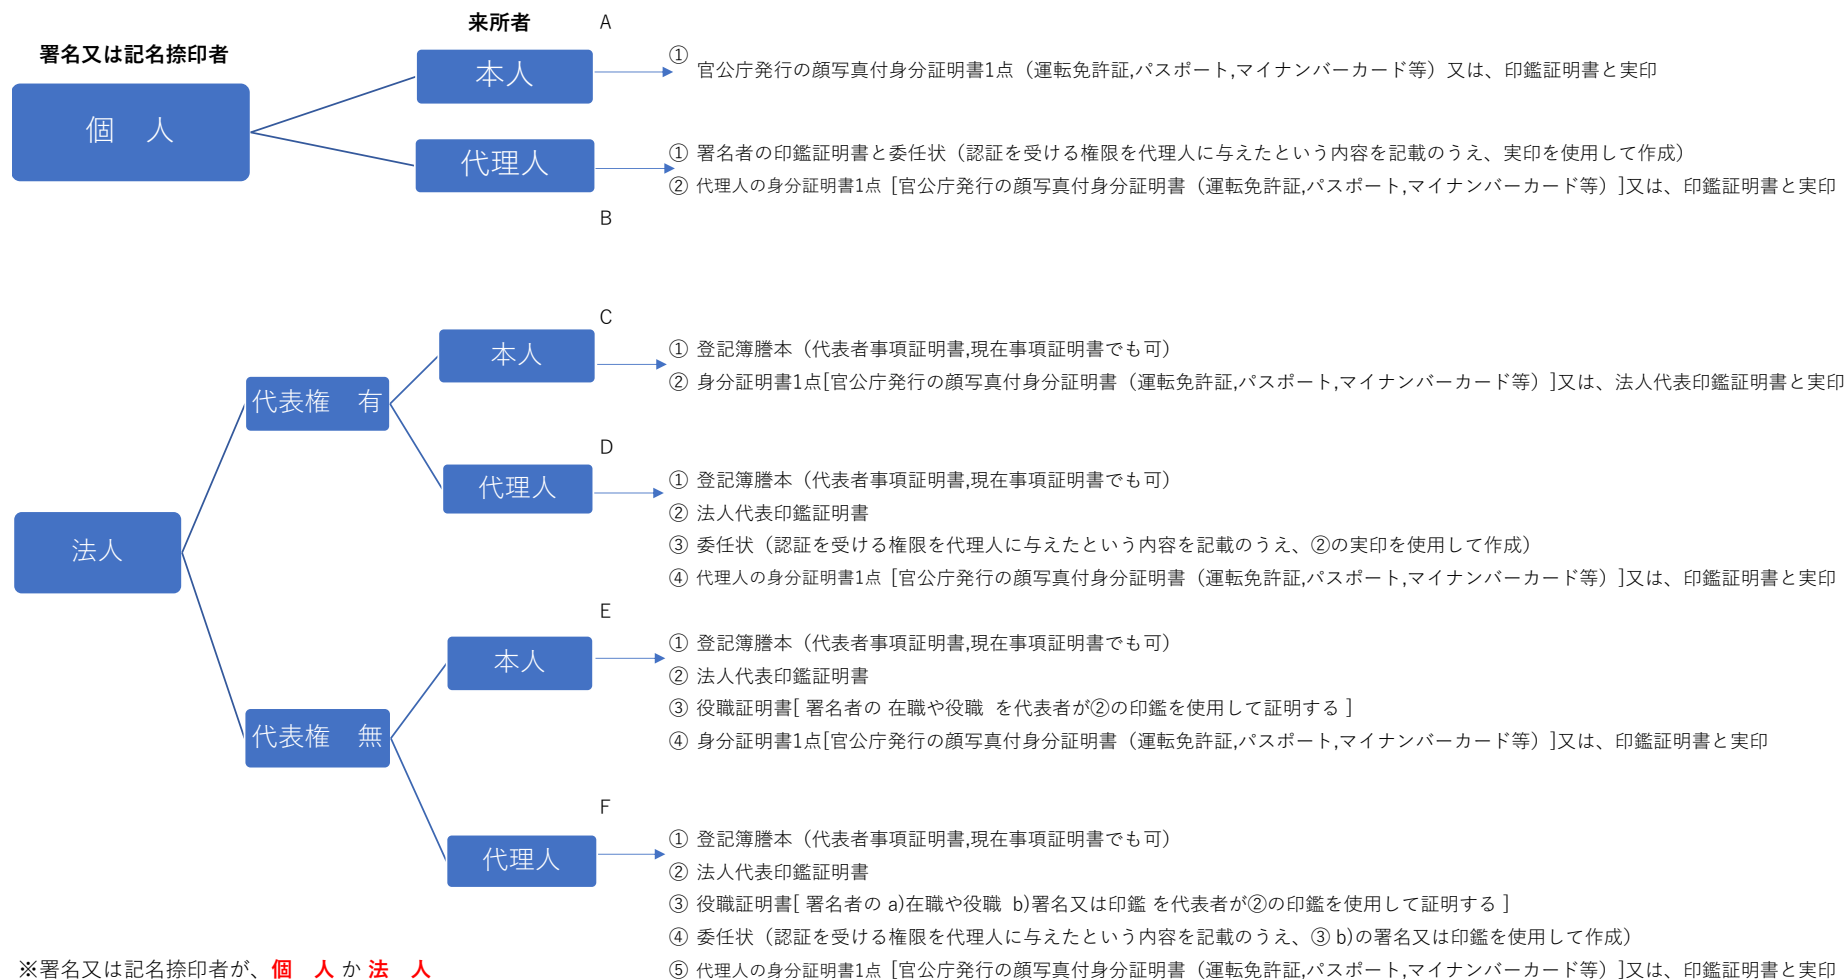 来所者
A
署名又は記名捺印者
本人
①
官公庁発行の顔写真付身分証明書1点（運転免許証,パスポート,マイナンバーカード等）又は、印鑑証明書と実印
個　人
代理人
① 署名者の印鑑証明書と委任状（認証を受ける権限を代理人に与えたという内容を記載のうえ、実印を使用して作成）
② 代理人の身分証明書1点 [官公庁発行の顔写真付身分証明書（運転免許証,パスポート,マイナンバーカード等）]又は、印鑑証明書と実印
B
C
本人
① 登記簿謄本（代表者事項証明書,現在事項証明書でも可）
② 身分証明書1点[官公庁発行の顔写真付身分証明書（運転免許証,パスポート,マイナンバーカード等）]又は、法人代表印鑑証明書と実印
代表権　有
D
代理人
① 登記簿謄本（代表者事項証明書,現在事項証明書でも可）
② 法人代表印鑑証明書
③ 委任状（認証を受ける権限を代理人に与えたという内容を記載のうえ、②の実印を使用して作成）
④ 代理人の身分証明書1点 [官公庁発行の顔写真付身分証明書（運転免許証,パスポート,マイナンバーカード等）]又は、印鑑証明書と実印
法人
E
本人
① 登記簿謄本（代表者事項証明書,現在事項証明書でも可）
② 法人代表印鑑証明書
③ 役職証明書[ 署名者の 在職や役職 を代表者が②の印鑑を使用して証明する ]
④ 身分証明書1点[官公庁発行の顔写真付身分証明書（運転免許証,パスポート,マイナンバーカード等）]又は、印鑑証明書と実印
代表権　無
F
代理人
① 登記簿謄本（代表者事項証明書,現在事項証明書でも可）
② 法人代表印鑑証明書
③ 役職証明書[ 署名者の a)在職や役職 b)署名又は印鑑 を代表者が②の印鑑を使用して証明する ]
④ 委任状（認証を受ける権限を代理人に与えたという内容を記載のうえ、③ b)の署名又は印鑑を使用して作成）
⑤ 代理人の身分証明書1点 [官公庁発行の顔写真付身分証明書（運転免許証,パスポート,マイナンバーカード等）]又は、印鑑証明書と実印
※署名又は記名捺印者が、個　人 か 法　人